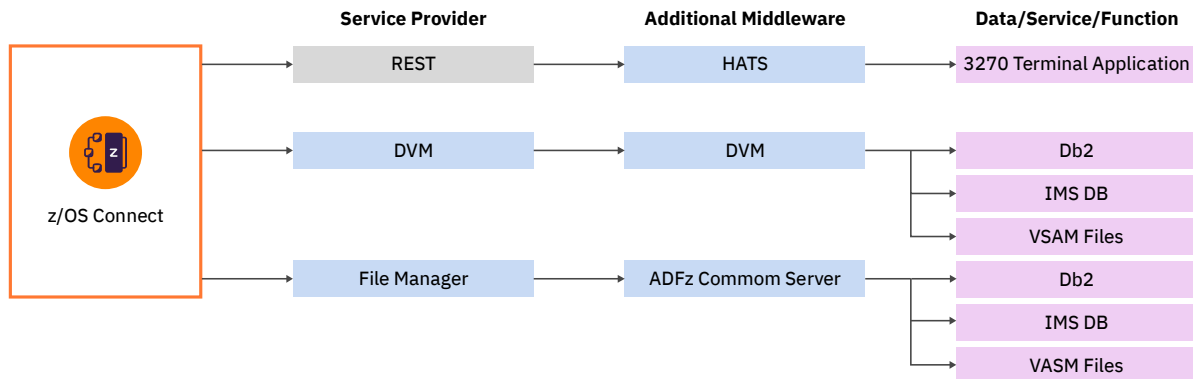 Service Provider
Additional Middleware
Data/Service/Function
REST
HATS
3270 Terminal Application
z
z/OS Connect
DVM
DVM
Db2
IMS DB
VSAM Files
File Manager
ADFz Commom Server
Db2
IMS DB
VASM Files